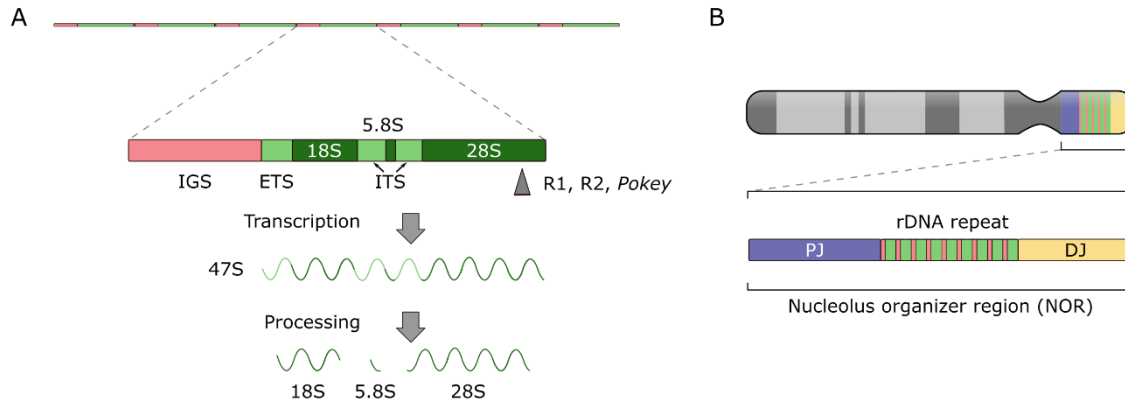 A
5.8S
18S
28S
IGS
ETS
ITS
R1, R2, Pokey
Transcription
47S
Processing
18S
5.8S
28S
B
rDNA repeat
PJ
DJ
Nucleolus organizer region (NOR)